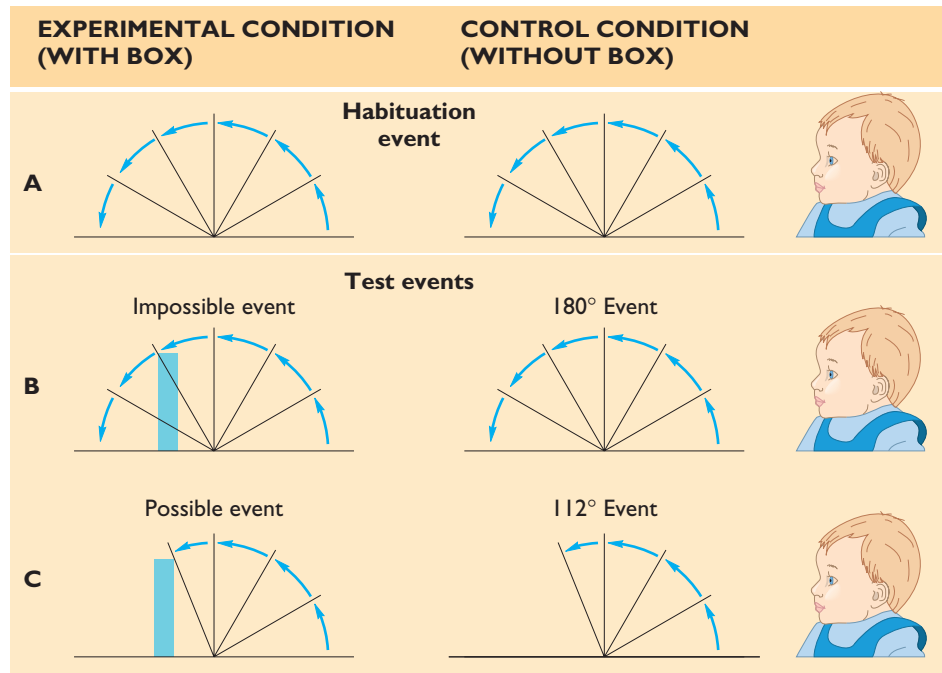 EXPERIMENTAL CONDITION
(WITH BOX)
CONTROL CONDITION
(WITHOUT BOX)
Habituation
event
A
Test events
Impossible event
180° Event
B
Possible event
112° Event
C